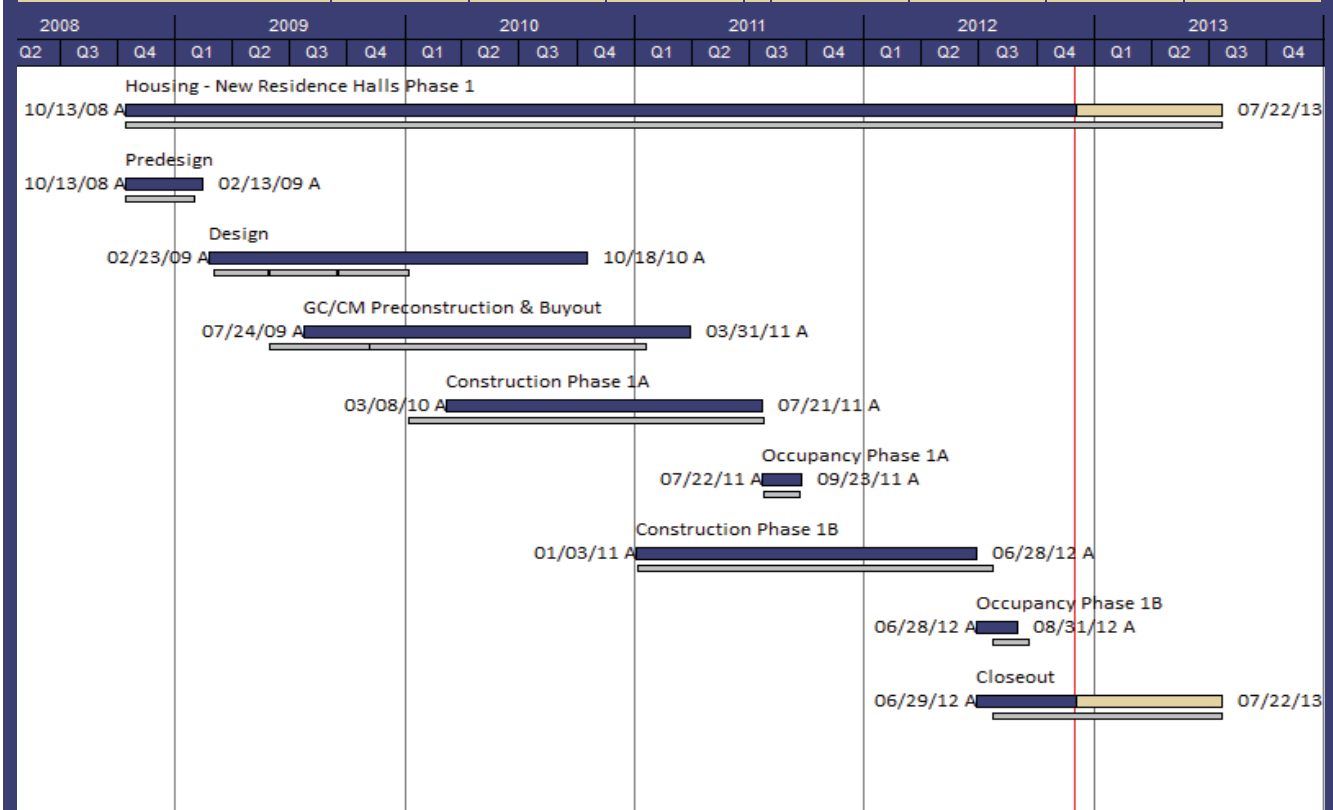 2008 2009 2010 2011 2012 2013
Q2 Q3 Q4 Q1 Q2 Q3 Q4 Q1 Q2 Q3 Q4 Q1 Q2 Q3 Q4 Q1 Q2 Q3 Q4 Q1 Q2 Q3 Q4
Housing - New Residence Halls Phase 1
10/13/08 A 07/22/13
Predesign
10/13/08 A 02/13/09 A
Design
02/23/09 A 10/18/10 A
GC/CM Preconstruction & Buyout
07/24/09 A 03/31/11 A
Construction Phase 1A
03/08/10 A 07/21/11 A
Occupancy Phase 1A
07/22/11 A 09/23/11 A
Construction Phase 1B
01/03/11 A 06/28/12 A
Occupancy Phase 1B
06/28/12 A 08/31/12 A
Closeout
06/29/12 A 07/22/13